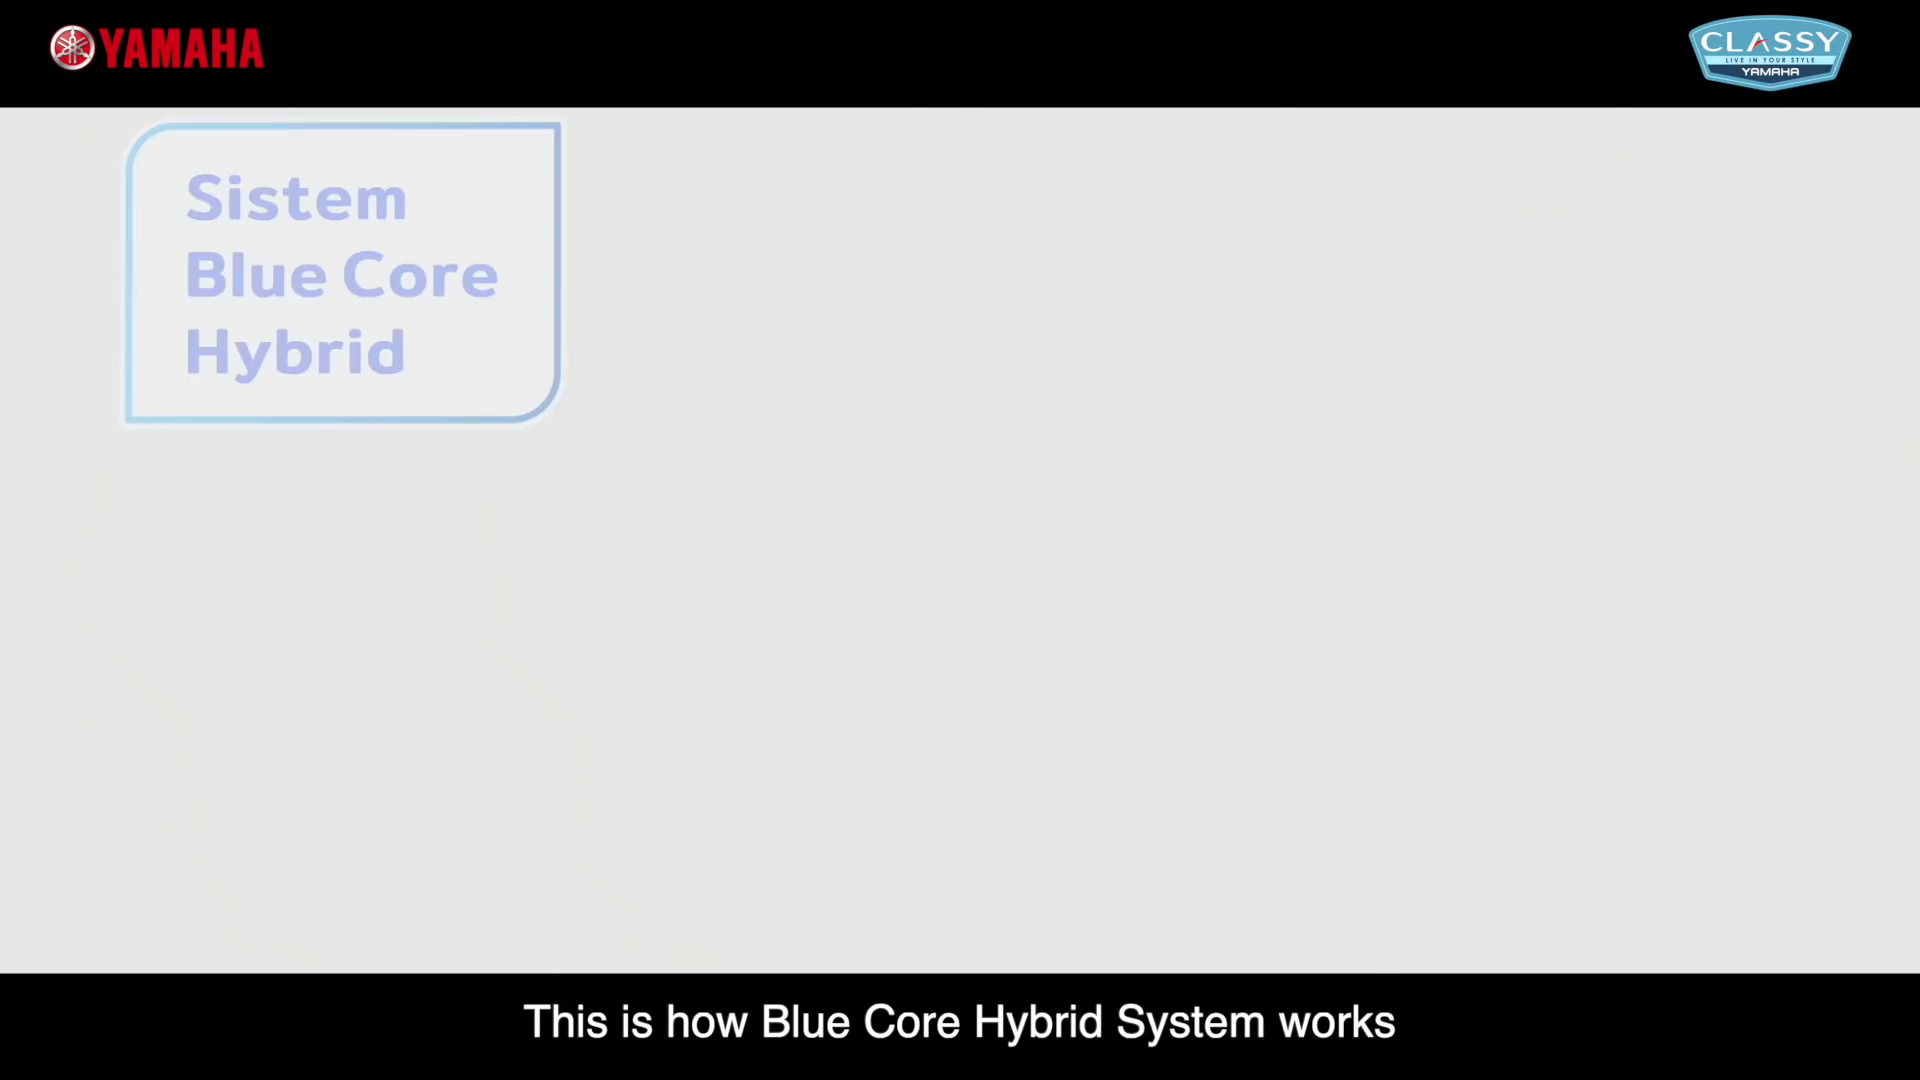 YAMAHA
CLASSY
LIVE IN YOUR STYLE
YAMAHA
Sistem
Blue Core
Hybrid
This is how Blue Core Hybrid System works